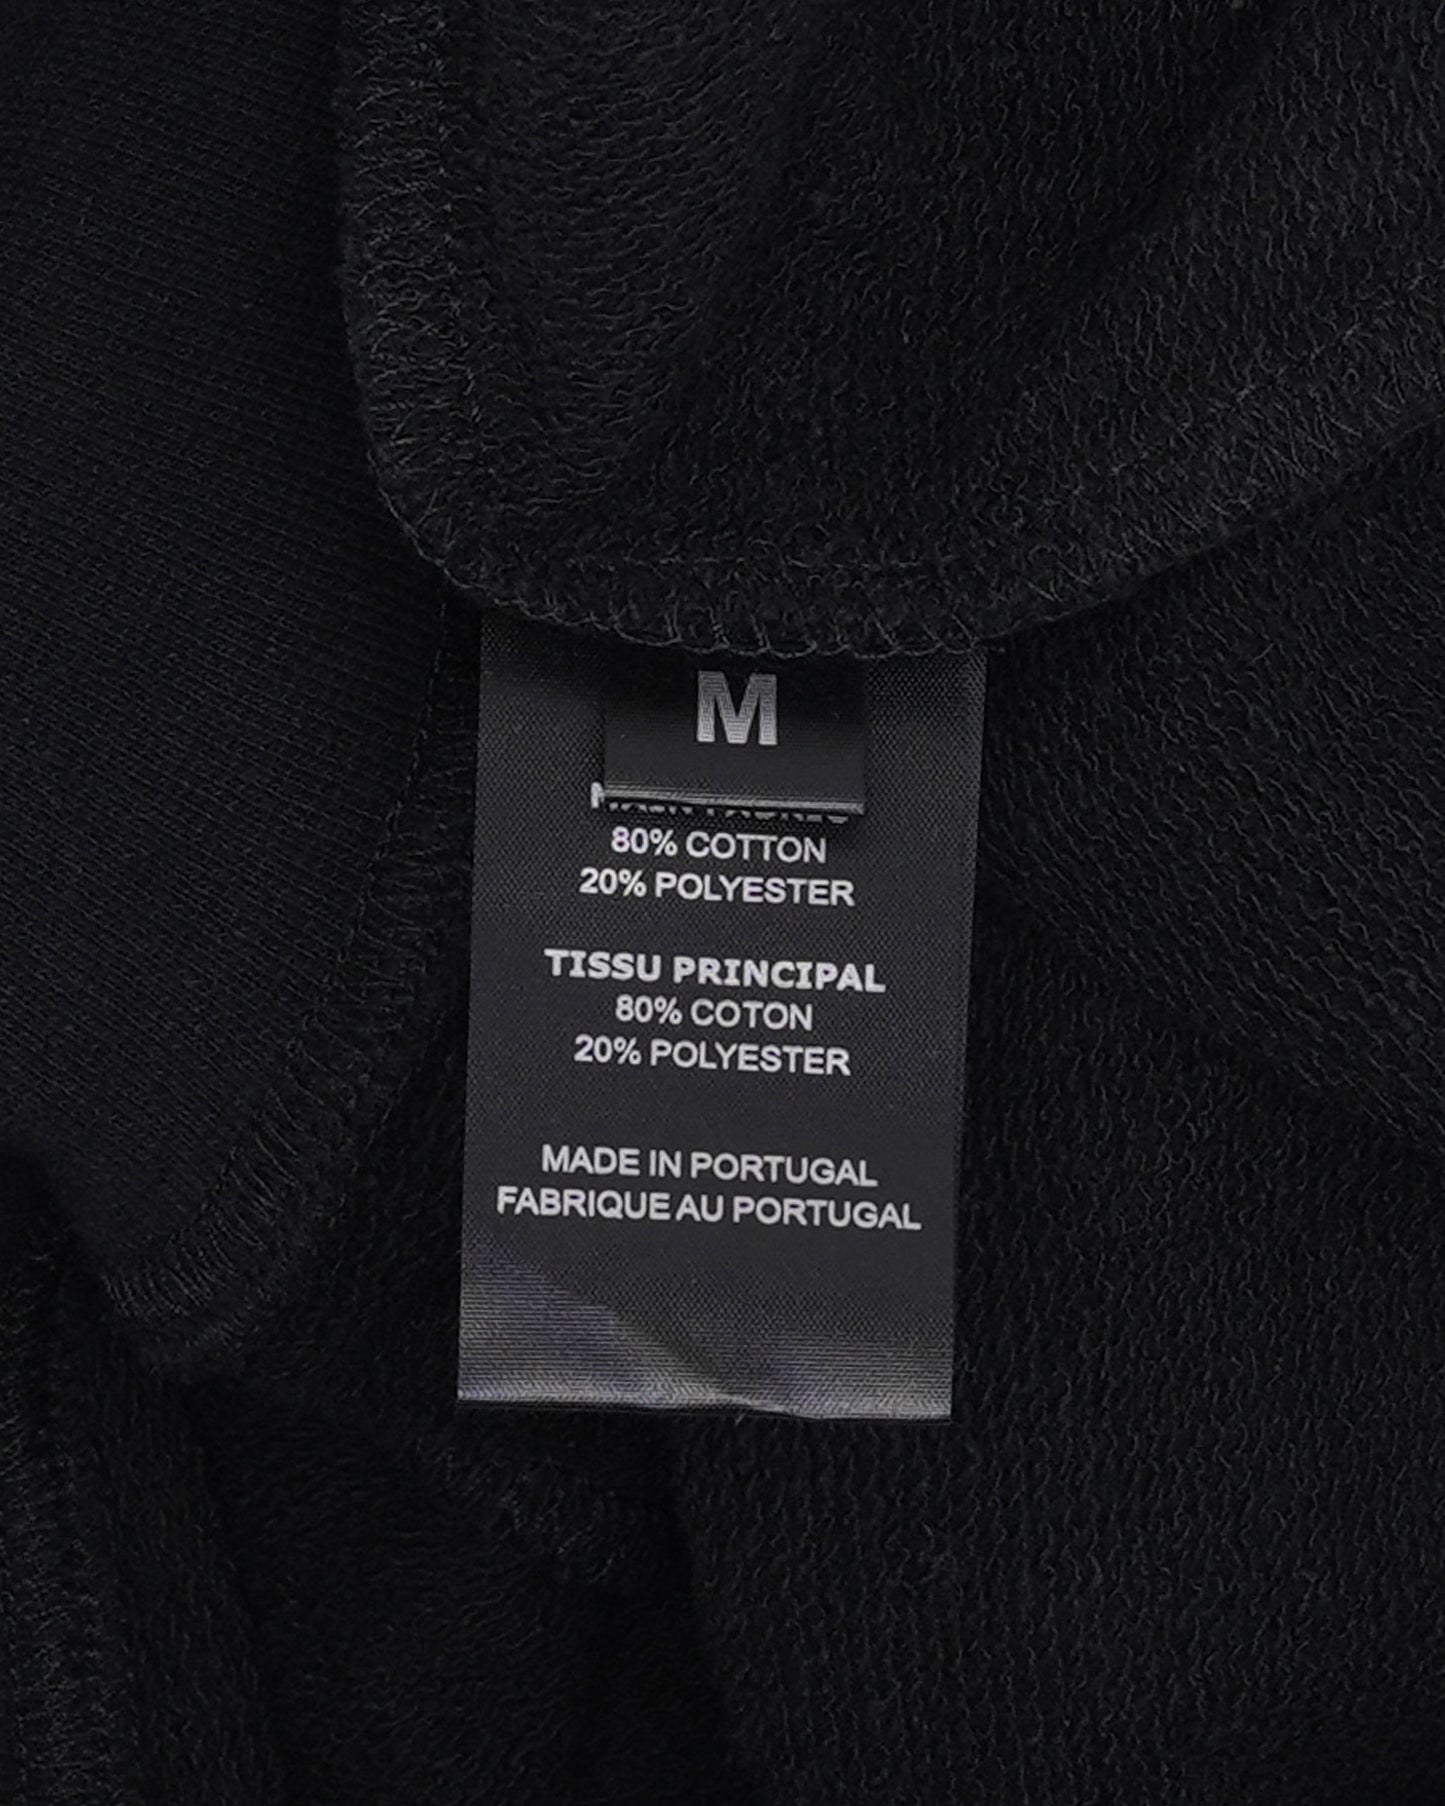 M
80% COTTON
20% POLYESTER
TISSU PRINCIPAL
80% COTON
20% POLYESTER
MADE IN PORTUGAL
FABRIQUE AU PORTUGAL